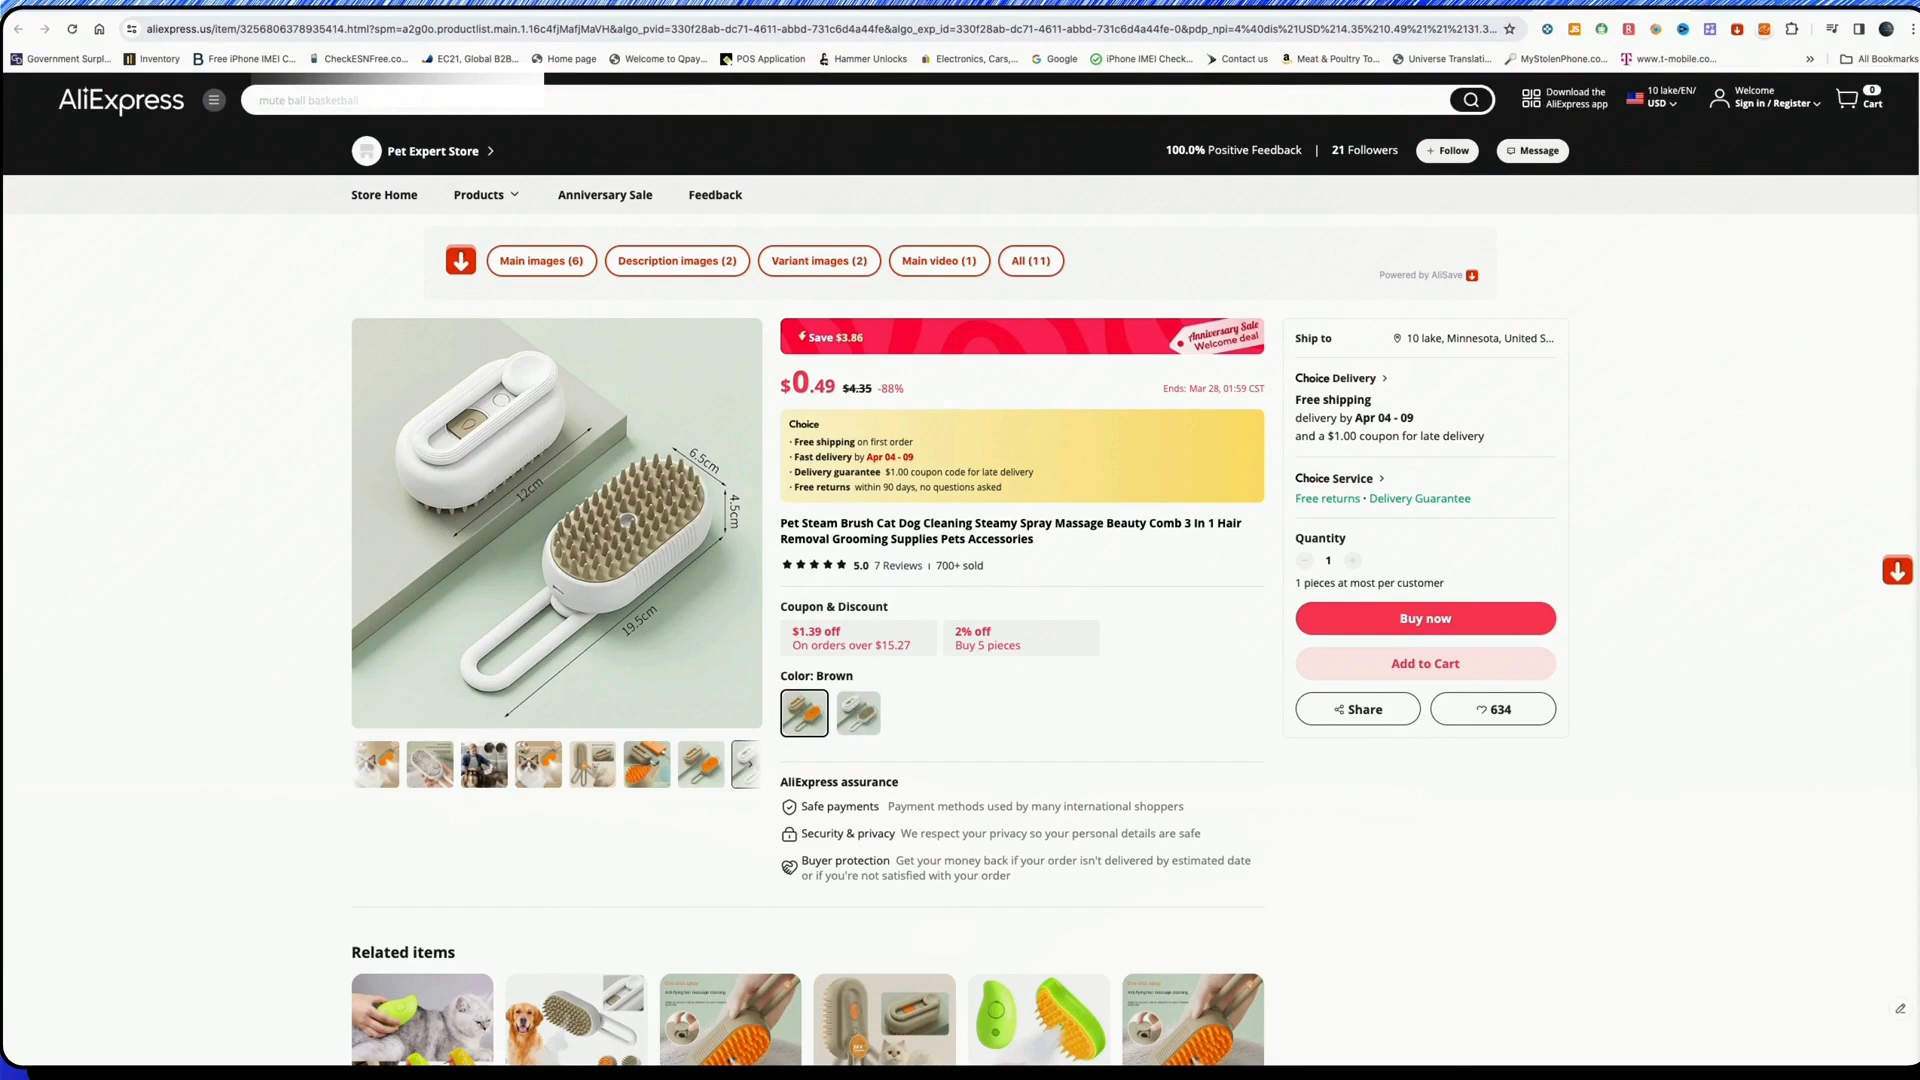 aliexpress.us/item/3256806378935414.html?spm=a2g0o.productlist.main.1.16c4fjMafjMaVH&algo_pvid=330f28ab-dc71-4611-abbd-731c6d4a44fe&algo_exp_id=330f28ab-dc71-4611-abbd-731c6d4a44fe-0&pdp_npi=4%40dis%21USD%214.35%210.49%21%21%2131.3...
Government Surpl... Inventory Free iPhone IMEI C... CheckESNFree.co... EC21, Global B2B... Home page Welcome to Qpay... POS Application Hammer Unlocks Electronics, Cars,... Google iPhone IMEI Check... Contact us Meat & Poultry To... Universe Translati... MyStolenPhone.co... www.t-mobile.co... » All Bookmarks
AliExpress
mute ball basketball
Download the
AliExpress app
10 lake/EN/
USD
Welcome
Sign in / Register
0
Cart
Pet Expert Store
100.0% Positive Feedback | 21 Followers + Follow Message
Store Home Products Anniversary Sale Feedback
Main images (6) Description images (2) Variant images (2) Main video (1) All (11)
Powered by AliSave
12cm
6.5cm
4.5cm
19.5cm
Save $3.86
Anniversary Sale
Welcome deal
$0.49 $4.35 -88%
Ends: Mar 28, 01:59 CST
Choice
· Free shipping on first order
· Fast delivery by Apr 04 - 09
· Delivery guarantee $1.00 coupon code for late delivery
· Free returns within 90 days, no questions asked
Pet Steam Brush Cat Dog Cleaning Steamy Spray Massage Beauty Comb 3 In 1 Hair
Removal Grooming Supplies Pets Accessories
5.0 7 Reviews 700+ sold
Coupon & Discount
$1.39 off
On orders over $15.27
2% off
Buy 5 pieces
Color: Brown
AliExpress assurance
Safe payments Payment methods used by many international shoppers
Security & privacy We respect your privacy so your personal details are safe
Buyer protection Get your money back if your order isn't delivered by estimated date
or if you're not satisfied with your order
Ship to 10 lake, Minnesota, United S...
Choice Delivery
Free shipping
delivery by Apr 04 - 09
and a $1.00 coupon for late delivery
Choice Service
Free returns · Delivery Guarantee
Quantity
- 1 +
1 pieces at most per customer
Buy now
Add to Cart
Share
634
Related items